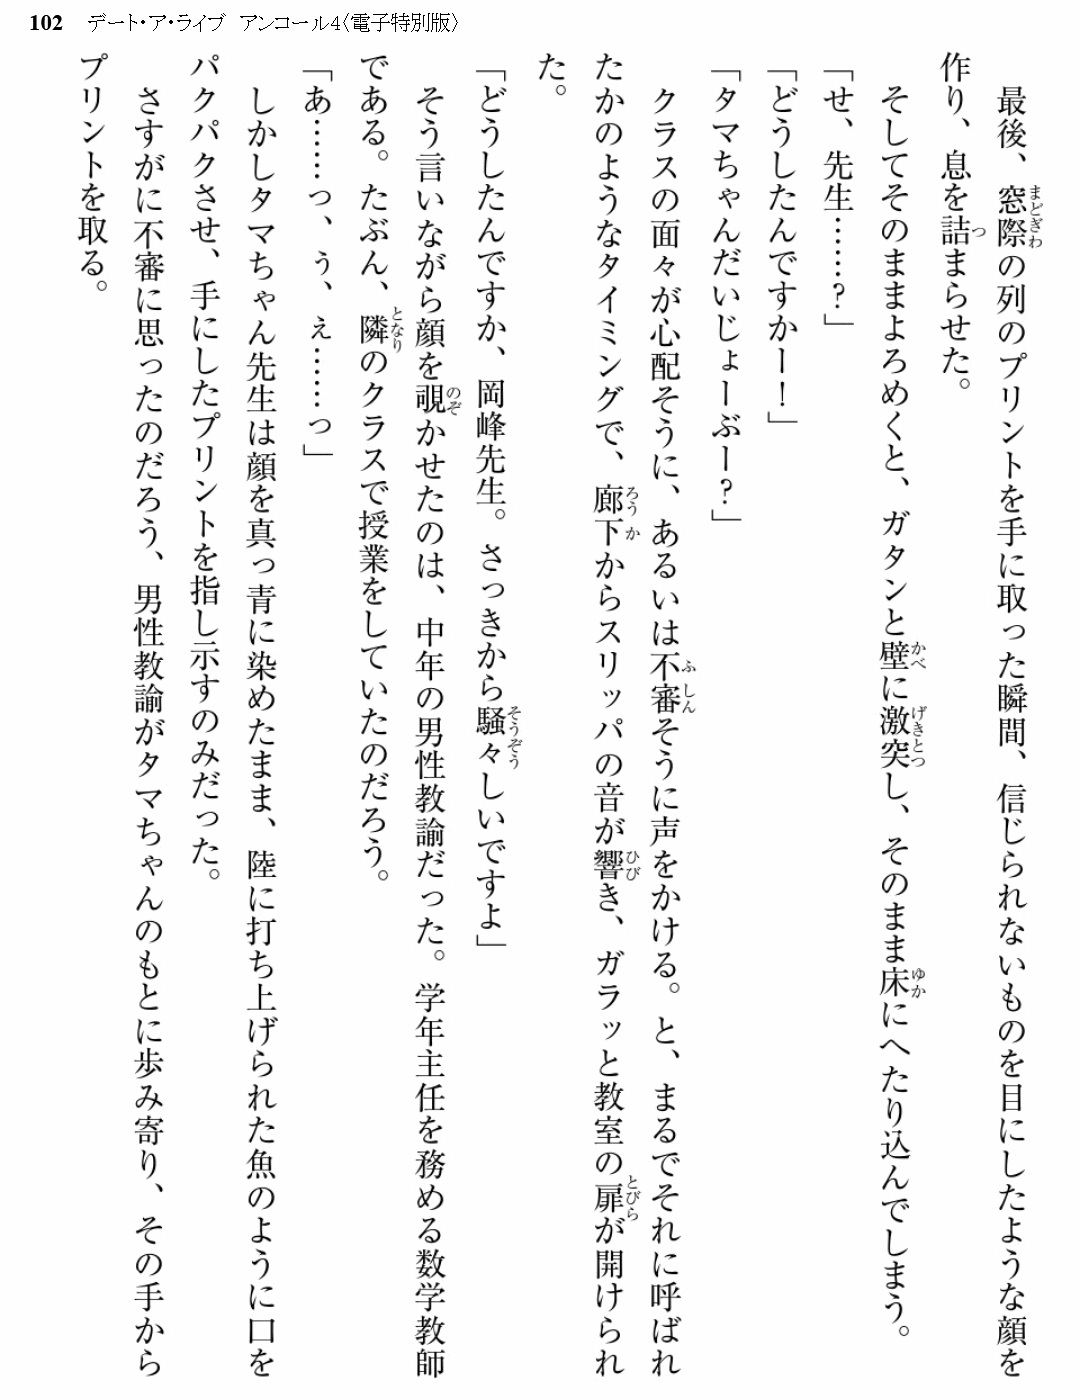 102 デート・ア・ライブ アンコール4〈電子特別版〉
最後、窓際の列のプリントを手に取った瞬間、信じられないものを目にしたような顔を
作り、息を詰まらせた。
そしてそのままよろめくと、ガタンと壁に激突し、そのまま床にへたり込んでしまう。
「せ、先生……?」
「どうしたんですかー!」
「タマちゃんだいじょーぶー?」
クラスの面々が心配そうに、あるいは不審そうに声をかける。と、まるでそれに呼ばれ
たかのようなタイミングで、廊下からスリッパの音が響き、ガラッと教室の扉が開けられ
た。
「どうしたんですか、岡峰先生。さっきから騒々しいですよ」
そう言いながら顔を覗かせたのは、中年の男性教諭だった。学年主任を務める数学教師
である。たぶん、隣のクラスで授業をしていたのだろう。
「あ……っ、う、ぇ……っ」
しかしタマちゃん先生は顔を真っ青に染めたまま、陸に打ち上げられた魚のように口を
パクパクさせ、手にしたプリントを指し示すのみだった。
さすがに不審に思ったのだろう、男性教諭がタマちゃんのもとに歩み寄り、その手から
プリントを取る。